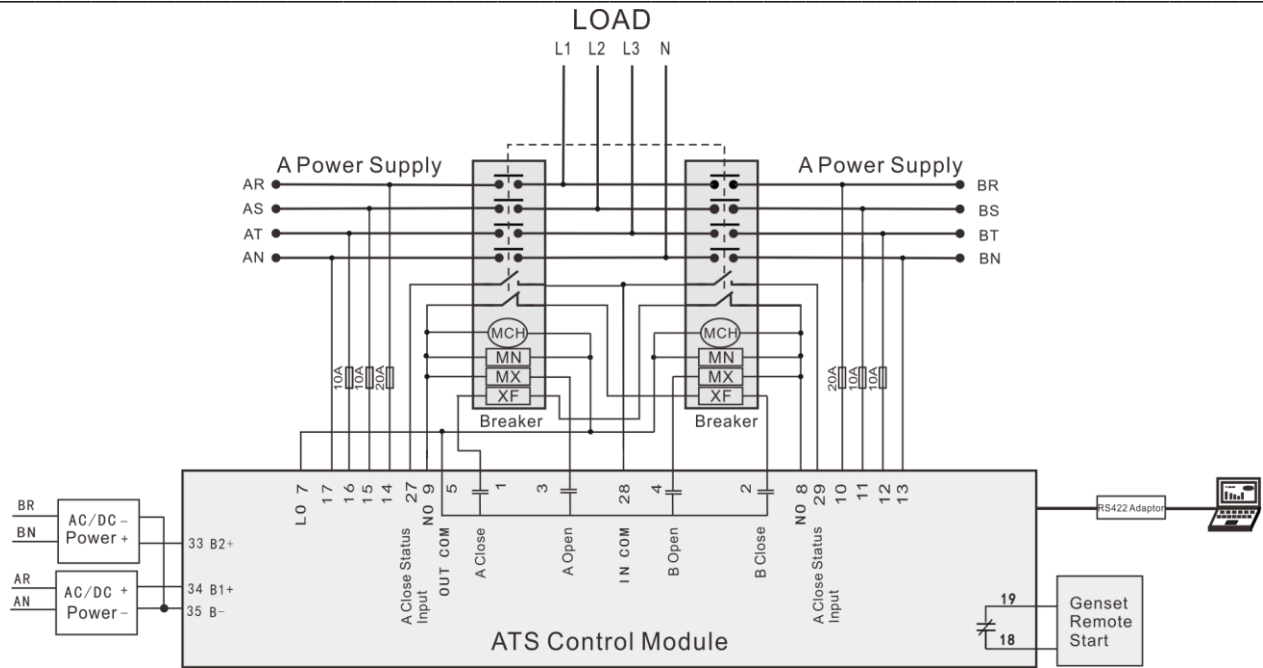 LOAD
L1 L2 L3 N
A Power Supply
A Power Supply
AR
AS
AT
AN
BR
BS
BT
BN
MCH
MN
MX
XF
Breaker
MCH
MN
MX
XF
Breaker
10A
10A
20A
20A
10A
10A
LO 7
17
16
15
14
27
NO 9
5
1
3
28
4
2
NO 8
29
10
11
12
13
A Close Status
Input
OUT COM
A Close
A Open
IN COM
B Open
B Close
A Close Status
Input
BR
BN
AC/DC -
Power +
33 B2+
AR
AN
AC/DC +
Power -
34 B1+
35 B-
ATS Control Module
RS422 Adaptor
19
18
Genset
Remote
Start